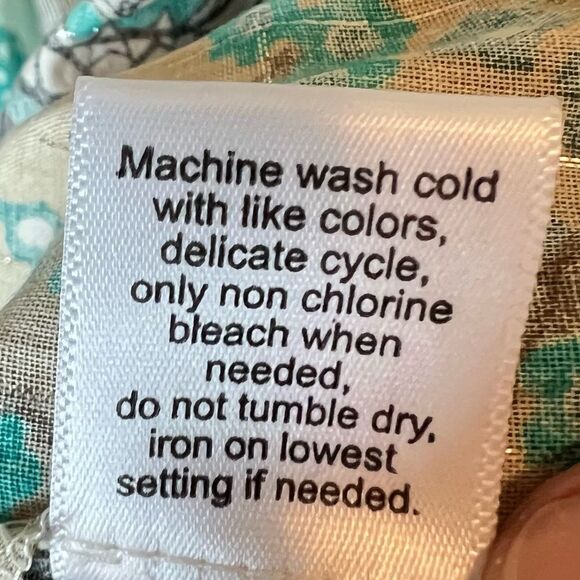 Machine wash cold
with like colors,
delicate cycle,
only non chlorine
bleach when
needed,
do not tumble dry,
iron on lowest
setting if needed.